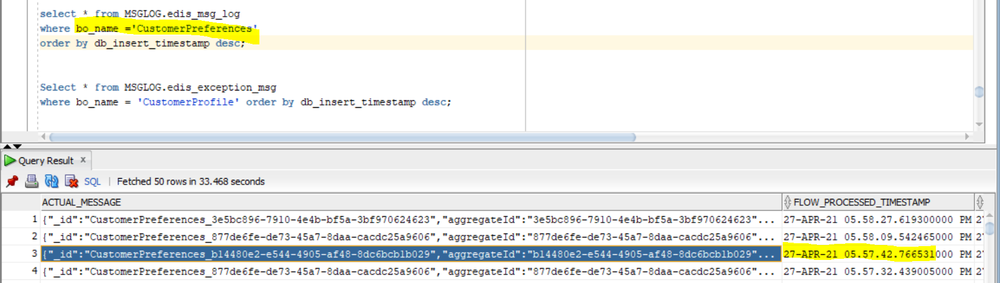 select * from MSGLOG.edis_msg_log
where bo_name ='CustomerPreferences'
order by db_insert_timestamp desc;
Select * from MSGLOG.edis_exception_msg
where bo_name = 'CustomerProfile' order by db_insert_timestamp desc;
Query Result x
SQL | Fetched 50 rows in 33.468 seconds
ACTUAL_MESSAGE FLOW_PROCESSED_TIMESTAMP
1 {"_id":"CustomerPreferences_3e5bc896-7910-4e4b-bf5a-3bf970624623","aggregateId":"3e5bc896-7910-4e4b-bf5a-3bf970624623"... 27-APR-21 05.58.27.619300000 PM 2
2 {"_id":"CustomerPreferences_877de6fe-de73-45a7-8daa-cacdc25a9606","aggregateId":"877de6fe-de73-45a7-8daa-cacdc25a9606"... 27-APR-21 05.58.09.542465000 PM 2
3 {"_id":"CustomerPreferences_b14480e2-e544-4905-af48-8dc6bcb1b029","aggregateId":"b14480e2-e544-4905-af48-8dc6bcb1b029"... 27-APR-21 05.57.42.766531000 PM 2
4 {"_id":"CustomerPreferences_877de6fe-de73-45a7-8daa-cacdc25a9606","aggregateId":"877de6fe-de73-45a7-8daa-cacdc25a9606"... 27-APR-21 05.57.32.439005000 PM 2